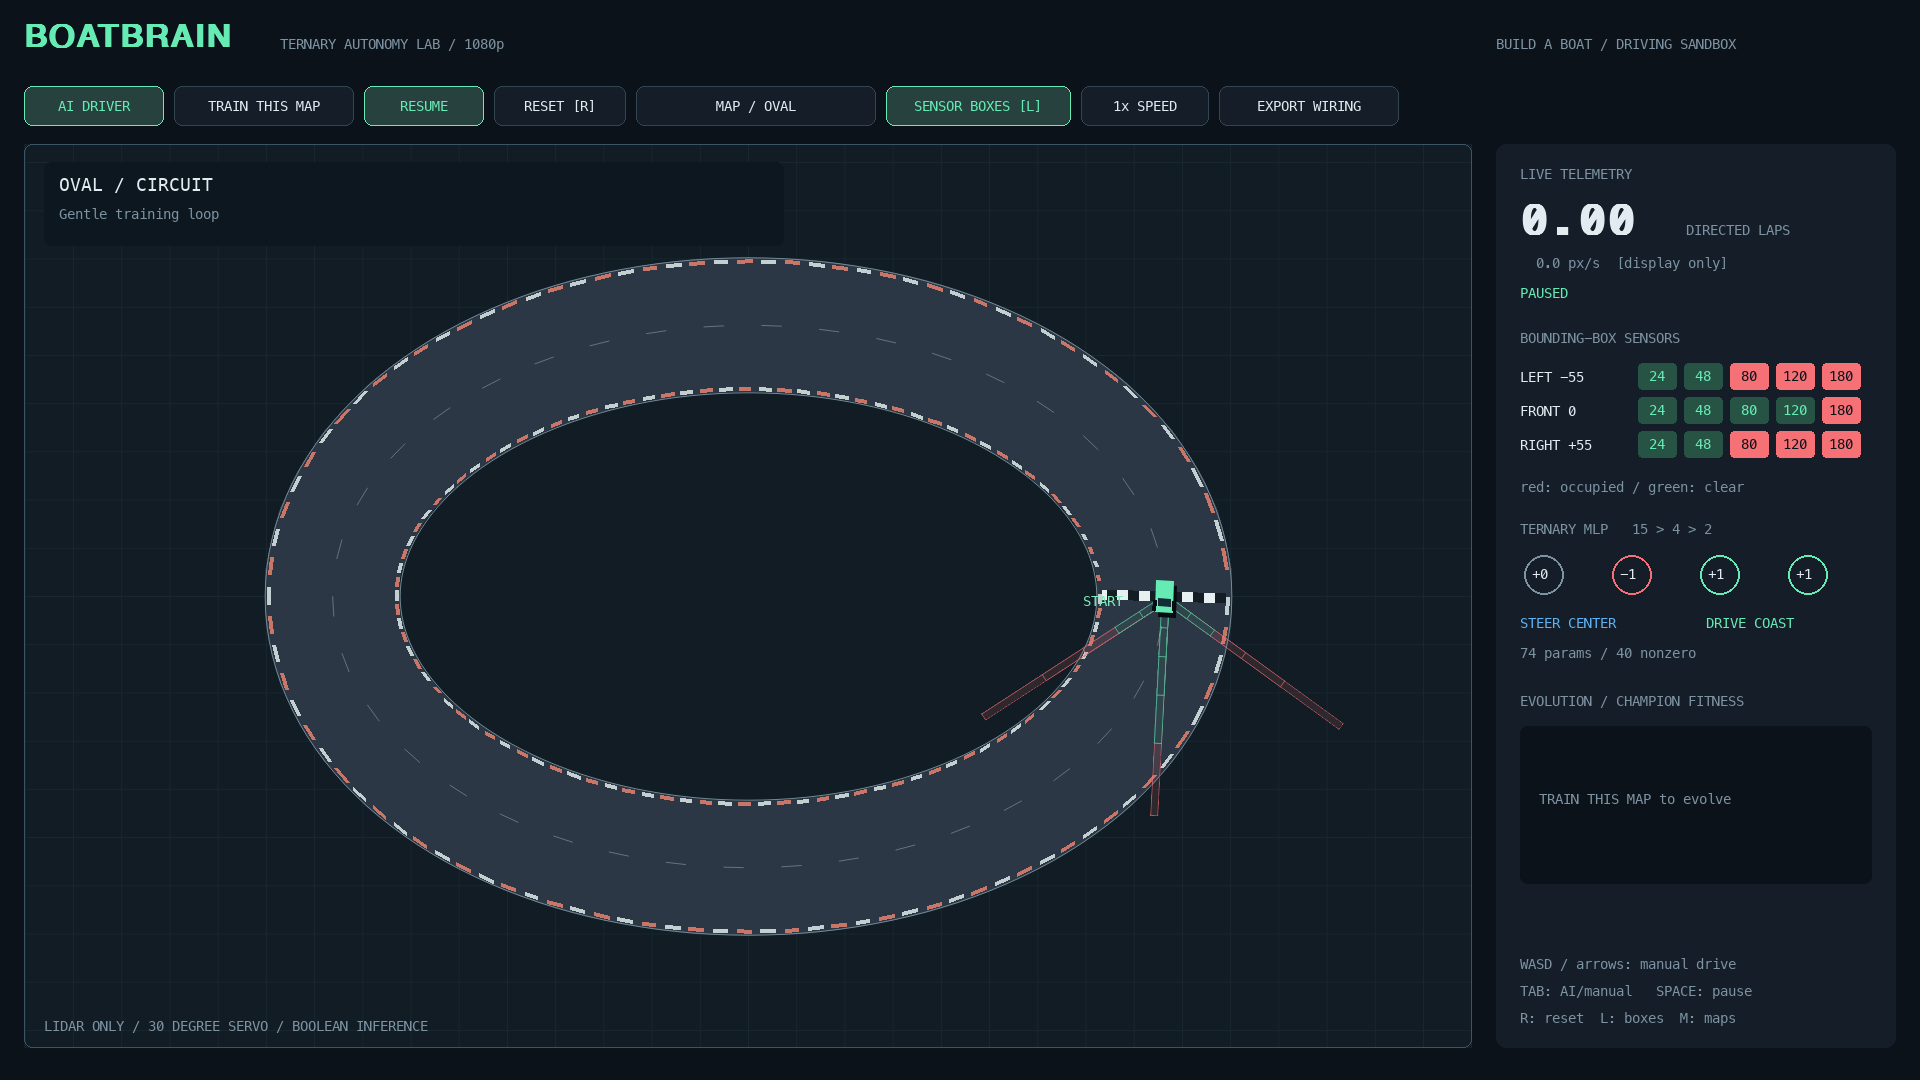 BOATBRAIN
TERNARY AUTONOMY LAB / 1080p
BUILD A BOAT / DRIVING SANDBOX
AI DRIVER
TRAIN THIS MAP
RESUME
RESET [R]
MAP / OVAL
SENSOR BOXES [L]
1x SPEED
EXPORT WIRING
OVAL / CIRCUIT
Gentle training loop
START
LIDAR ONLY / 30 DEGREE SERVO / BOOLEAN INFERENCE
LIVE TELEMETRY
0.00 DIRECTED LAPS
0.0 px/s [display only]
PAUSED
BOUNDING-BOX SENSORS
LEFT -55 24 48 80 120 180
FRONT 0 24 48 80 120 180
RIGHT +55 24 48 80 120 180
red: occupied / green: clear
TERNARY MLP 15 > 4 > 2
+0 -1 +1 +1
STEER CENTER DRIVE COAST
74 params / 40 nonzero
EVOLUTION / CHAMPION FITNESS
TRAIN THIS MAP to evolve
WASD / arrows: manual drive
TAB: AI/manual SPACE: pause
R: reset L: boxes M: maps